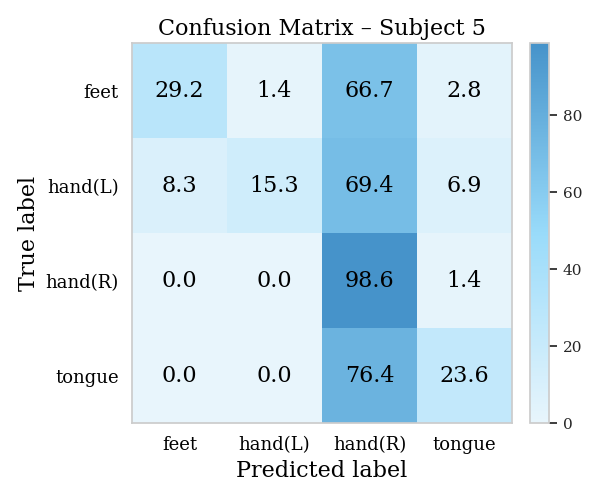 Confusion Matrix – Subject 5
feet 29.2 1.4 66.7 2.8
hand(L) 8.3 15.3 69.4 6.9
hand(R) 0.0 0.0 98.6 1.4
tongue 0.0 0.0 76.4 23.6
feet hand(L) hand(R) tongue
Predicted label
True label
80
60
40
20
0